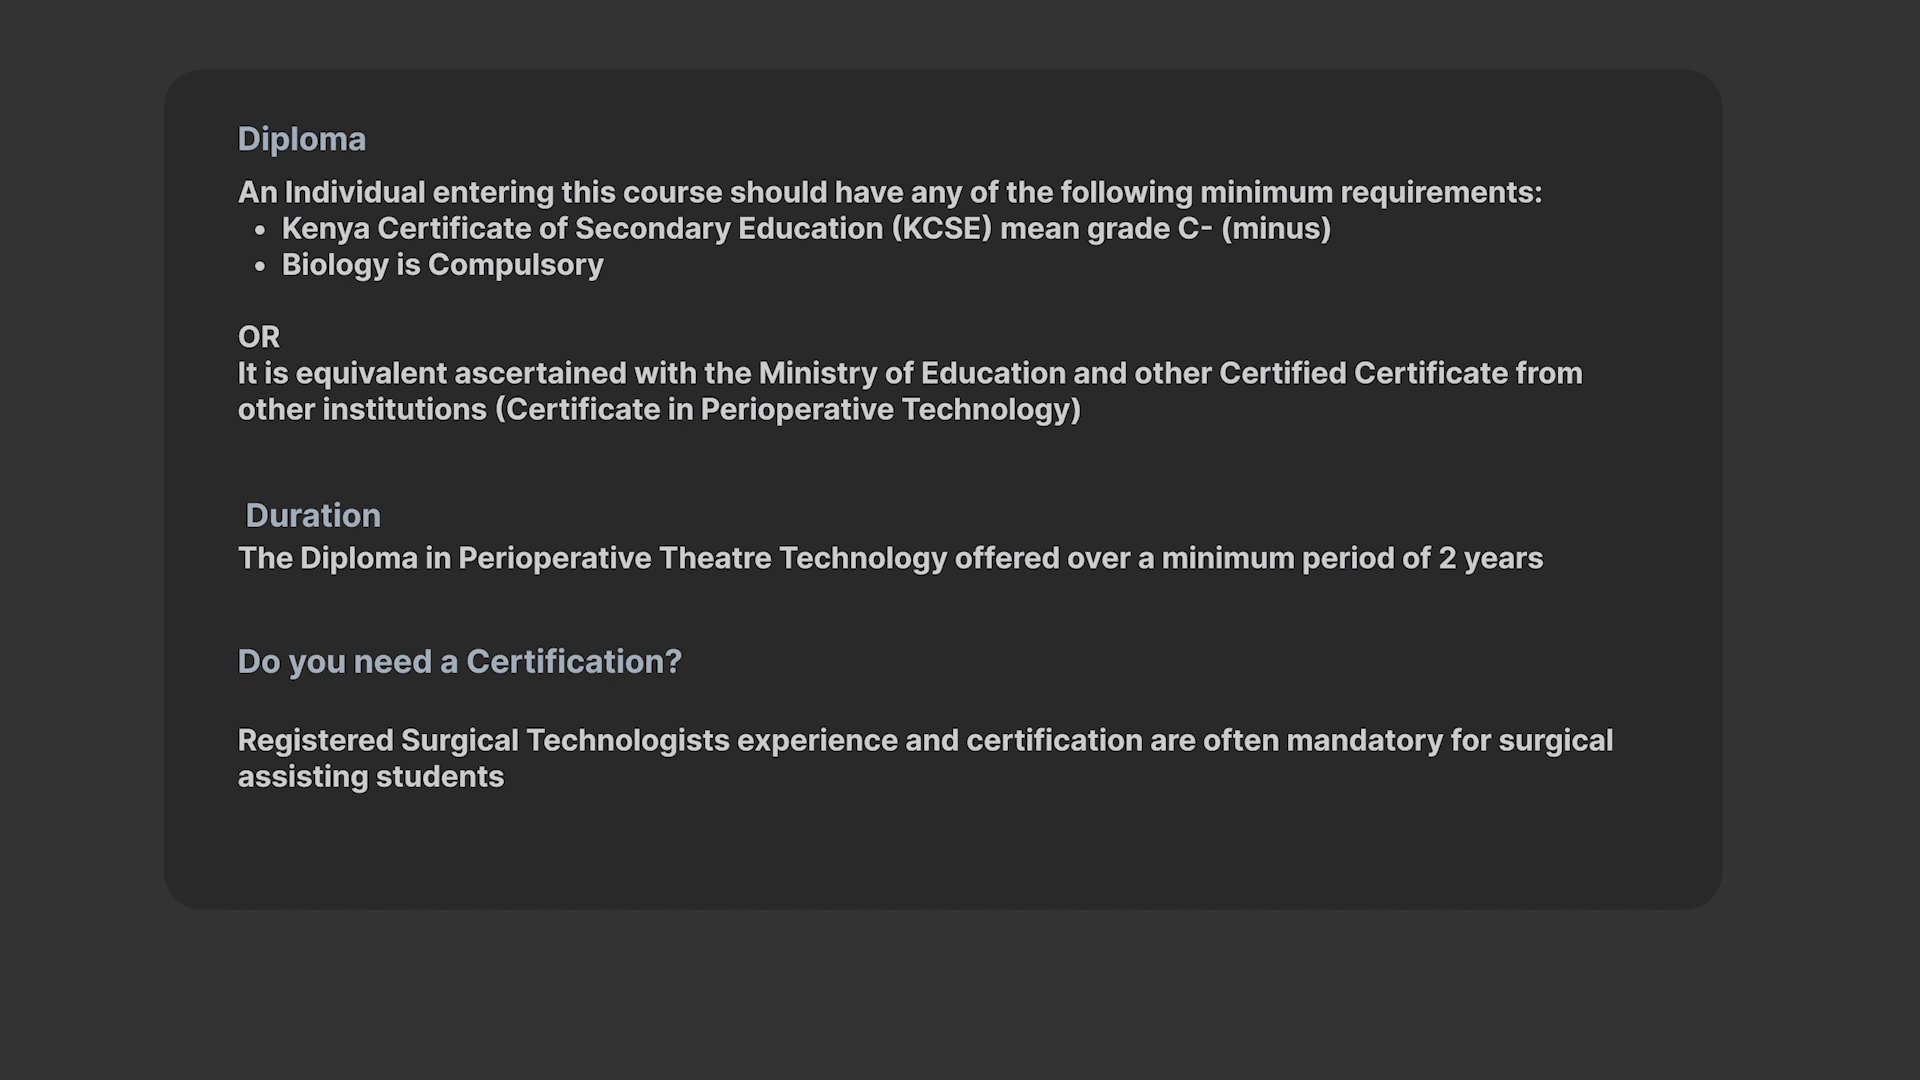 Diploma
An Individual entering this course should have any of the following minimum requirements:
• Kenya Certificate of Secondary Education (KCSE) mean grade C- (minus)
• Biology is Compulsory
OR
It is equivalent ascertained with the Ministry of Education and other Certified Certificate from
other institutions (Certificate in Perioperative Technology)
Duration
The Diploma in Perioperative Theatre Technology offered over a minimum period of 2 years
Do you need a Certification?
Registered Surgical Technologists experience and certification are often mandatory for surgical
assisting students